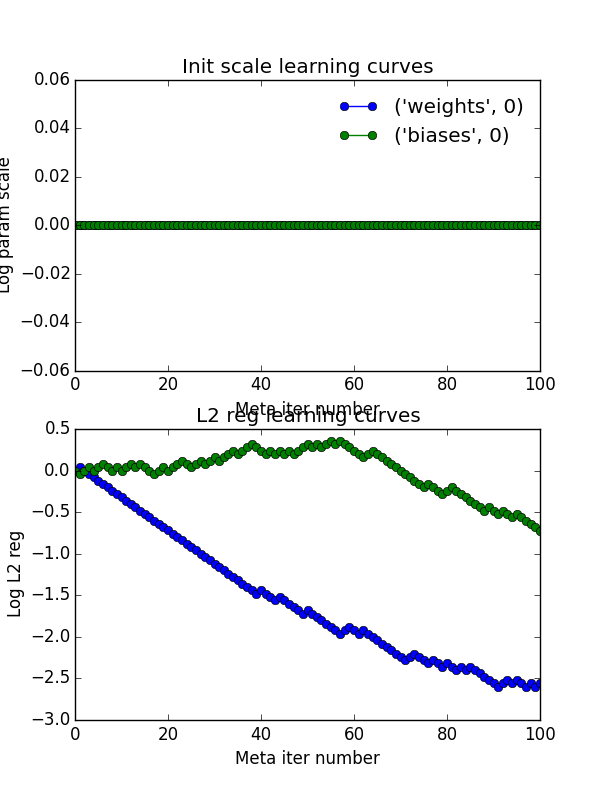 Init scale learning curves
0.06
0.04
0.02
0.00
−0.02
−0.04
−0.06
Log param scale
('weights', 0)
('biases', 0)
0 20 40 60 80 100
Meta iter number
L2 reg learning curves
0.5
0.0
−0.5
−1.0
−1.5
−2.0
−2.5
−3.0
Log L2 reg
0 20 40 60 80 100
Meta iter number